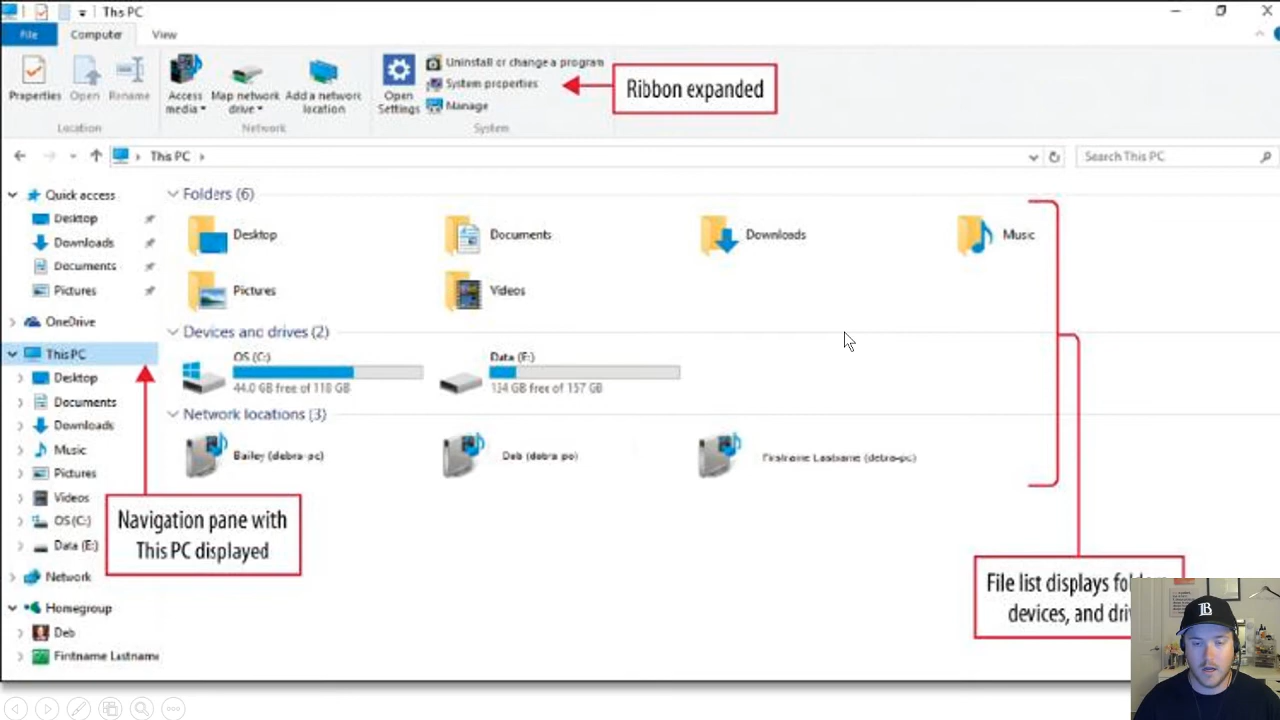 This PC
File
Computer
View
Properties
Open
Rename
Access media
Map network drive
Add a network location
Open Settings
Uninstall or change a program
System properties
Manage
Location
Network
System
Ribbon expanded
This PC
Search This PC
Quick access
Desktop
Downloads
Documents
Pictures
OneDrive
This PC
Desktop
Documents
Downloads
Music
Pictures
Videos
OS (C:)
Data (E:)
Network
Homegroup
Deb
Firstname Lastname
Folders (6)
Desktop
Documents
Downloads
Music
Pictures
Videos
Devices and drives (2)
OS (C:)
44.0 GB free of 118 GB
Data (E:)
134 GB free of 157 GB
Network locations (3)
Bailey (debra-pc)
Deb (debra-pc)
Firstname Lastname (debra-pc)
Navigation pane with
This PC displayed
File list displays
devices, and
B